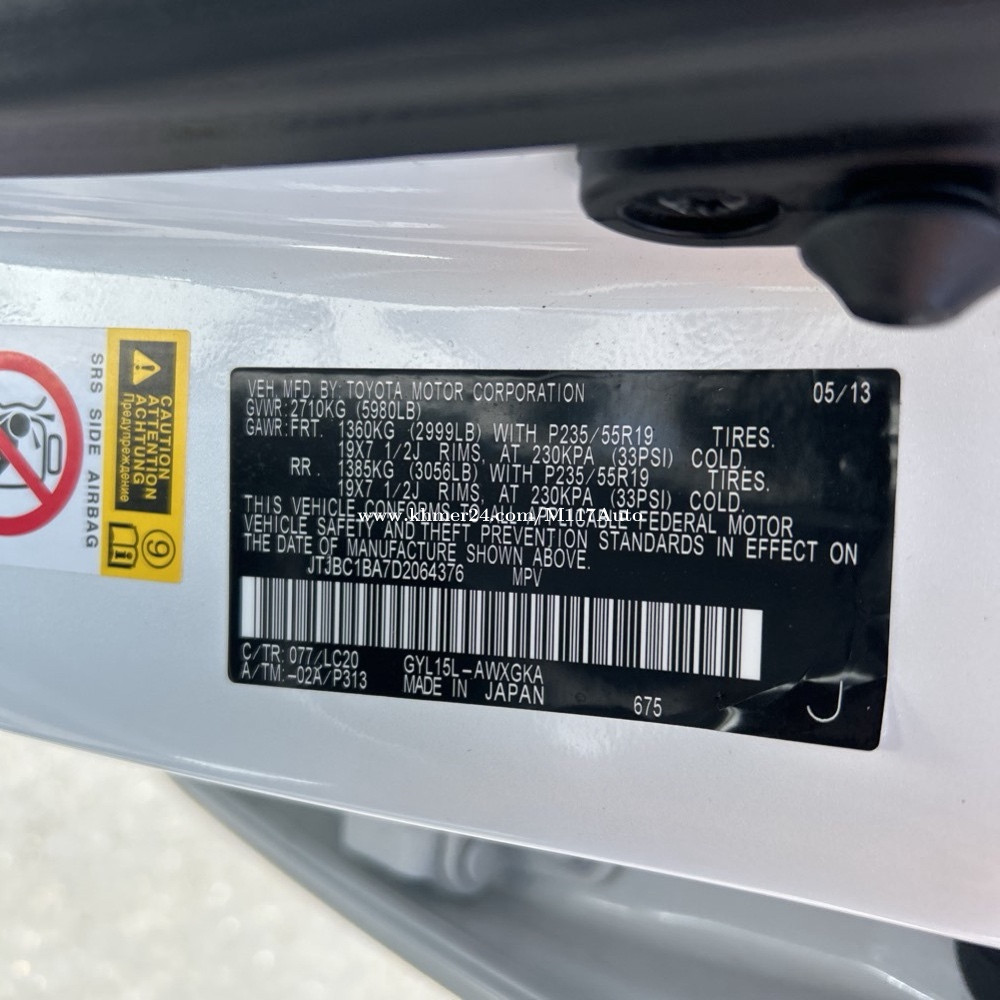 SRS SIDE AIRBAG
CAUTION
ATTENTION
ACHTUNG
Предупреждение
9
VEH. MFD. BY: TOYOTA MOTOR CORPORATION 05/13
GVWR: 2710KG (5980LB)
GAWR: FRT. 1360KG (2999LB) WITH P235/55R19 TIRES.
19X7 1/2J RIMS, AT 230KPA (33PSI) COLD.
RR. 1385KG (3056LB) WITH P235/55R19 TIRES.
19X7 1/2J RIMS, AT 230KPA (33PSI) COLD.
THIS VEHICLE FEDERAL MOTOR
www.khmer24.com/M117Auto
VEHICLE SAFETY AND THEFT PREVENTION STANDARDS IN EFFECT ON
THE DATE OF MANUFACTURE SHOWN ABOVE.
JTJBC1BA7D2064376 MPV
C/TR: 077/LC20 GYL15L-AWXGKA
A/TM: -02A/P313 MADE IN JAPAN 675 J